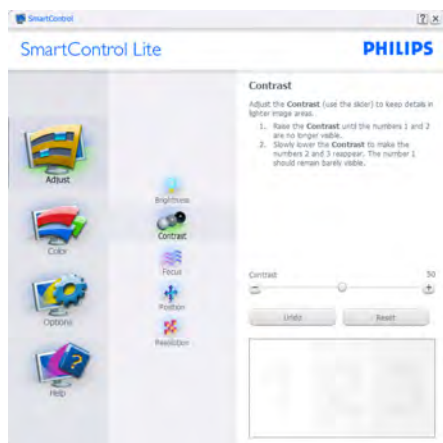 SmartControl
SmartControl Lite
PHILIPS
Contrast
Adjust the Contrast (use the slider) to keep details in
lighter image areas.
1. Raise the Contrast until the numbers 1 and 2
are no longer visible.
2. Slowly lower the Contrast to make the
numbers 2 and 3 reappear. The number 1
should remain barely visible.
Adjust
Color
Options
Help
Brightness
Contrast
Focus
Position
Resolution
Contrast 50
Undo Reset
1 2 3